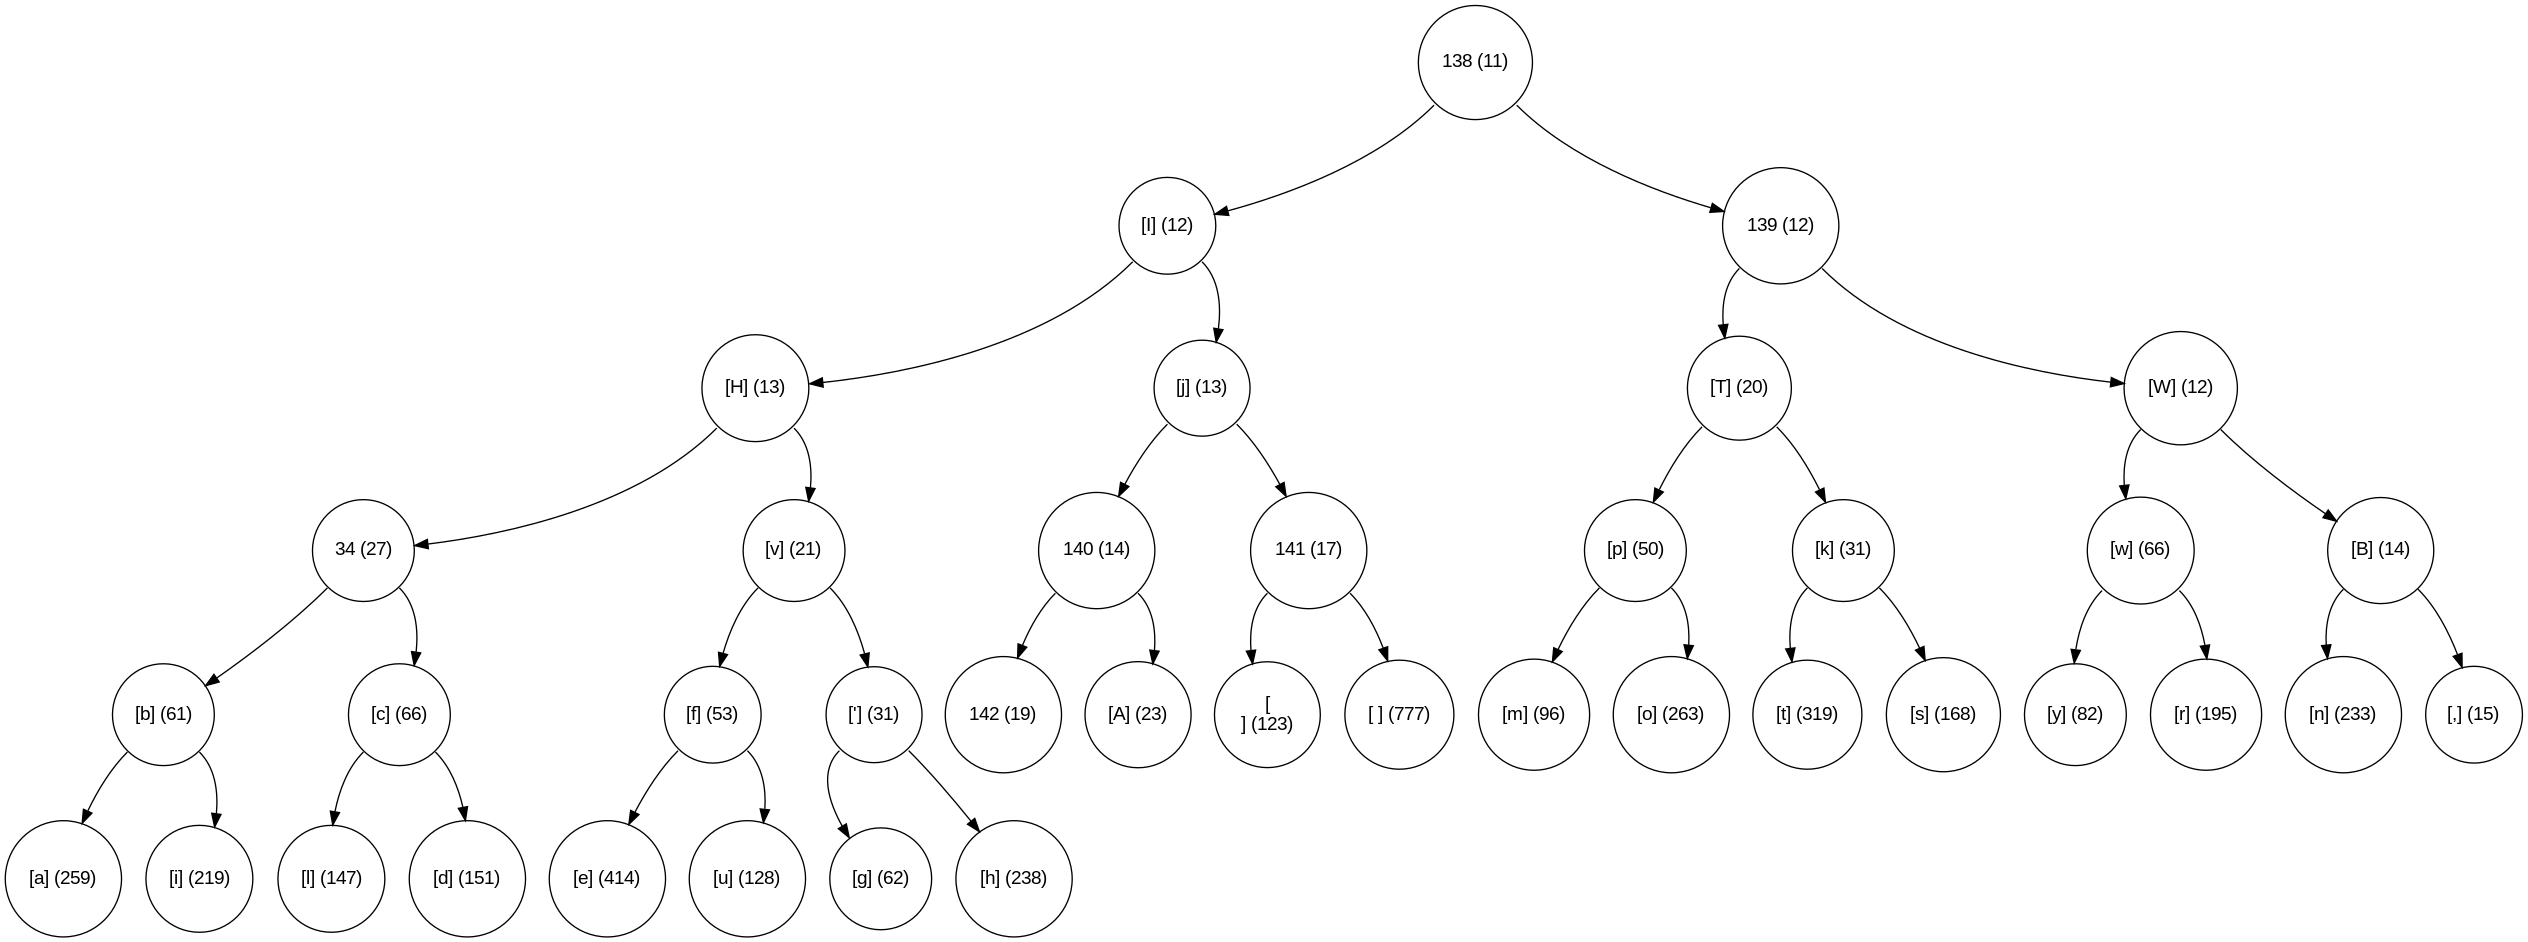 138 (11)
[I] (12)
139 (12)
[H] (13)
[j] (13)
[T] (20)
[W] (12)
34 (27)
[v] (21)
140 (14)
141 (17)
[p] (50)
[k] (31)
[w] (66)
[B] (14)
[b] (61)
[c] (66)
[f] (53)
['] (31)
142 (19)
[A] (23)
[
] (123)
[ ] (777)
[m] (96)
[o] (263)
[t] (319)
[s] (168)
[y] (82)
[r] (195)
[n] (233)
[,] (15)
[a] (259)
[i] (219)
[l] (147)
[d] (151)
[e] (414)
[u] (128)
[g] (62)
[h] (238)